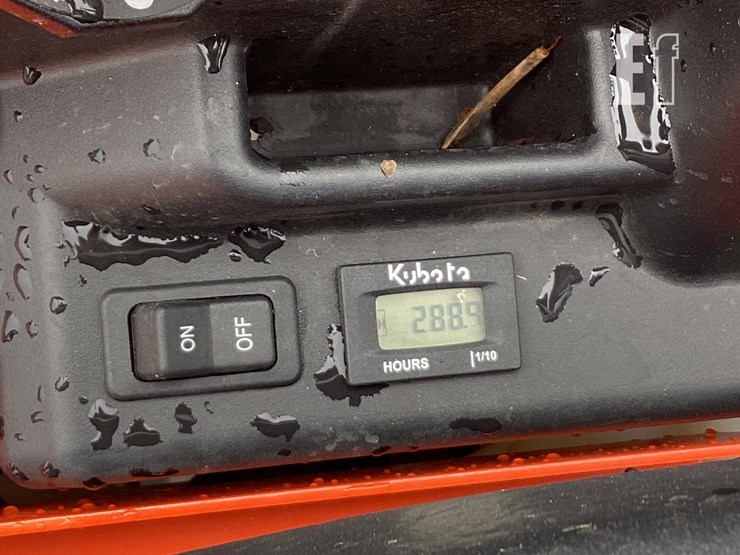 Ef
Kubota
288.9
ON
OFF
HOURS
1/10